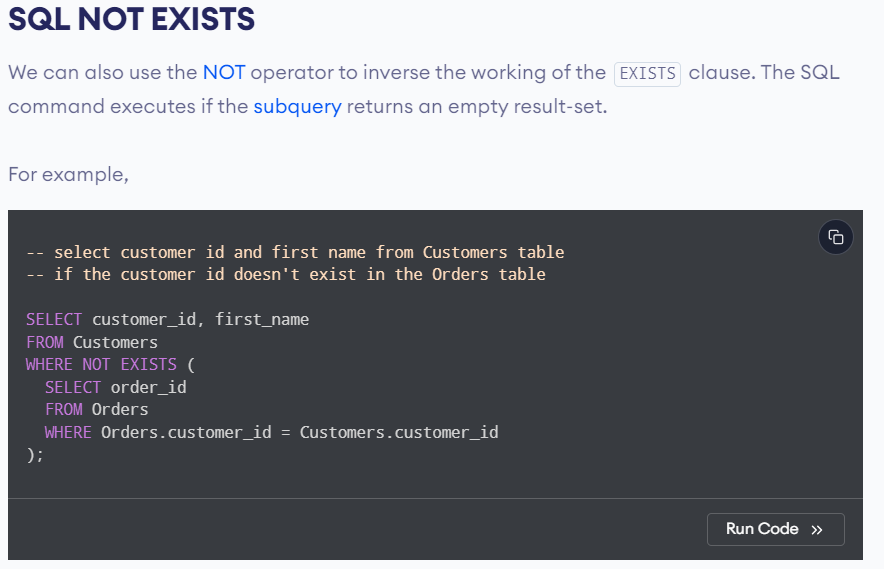 SQL NOT EXISTS
We can also use the NOT operator to inverse the working of the EXISTS clause. The SQL
command executes if the subquery returns an empty result-set.
For example,
-- select customer id and first name from Customers table
-- if the customer id doesn't exist in the Orders table
SELECT customer_id, first_name
FROM Customers
WHERE NOT EXISTS (
  SELECT order_id
  FROM Orders
  WHERE Orders.customer_id = Customers.customer_id
);
Run Code »